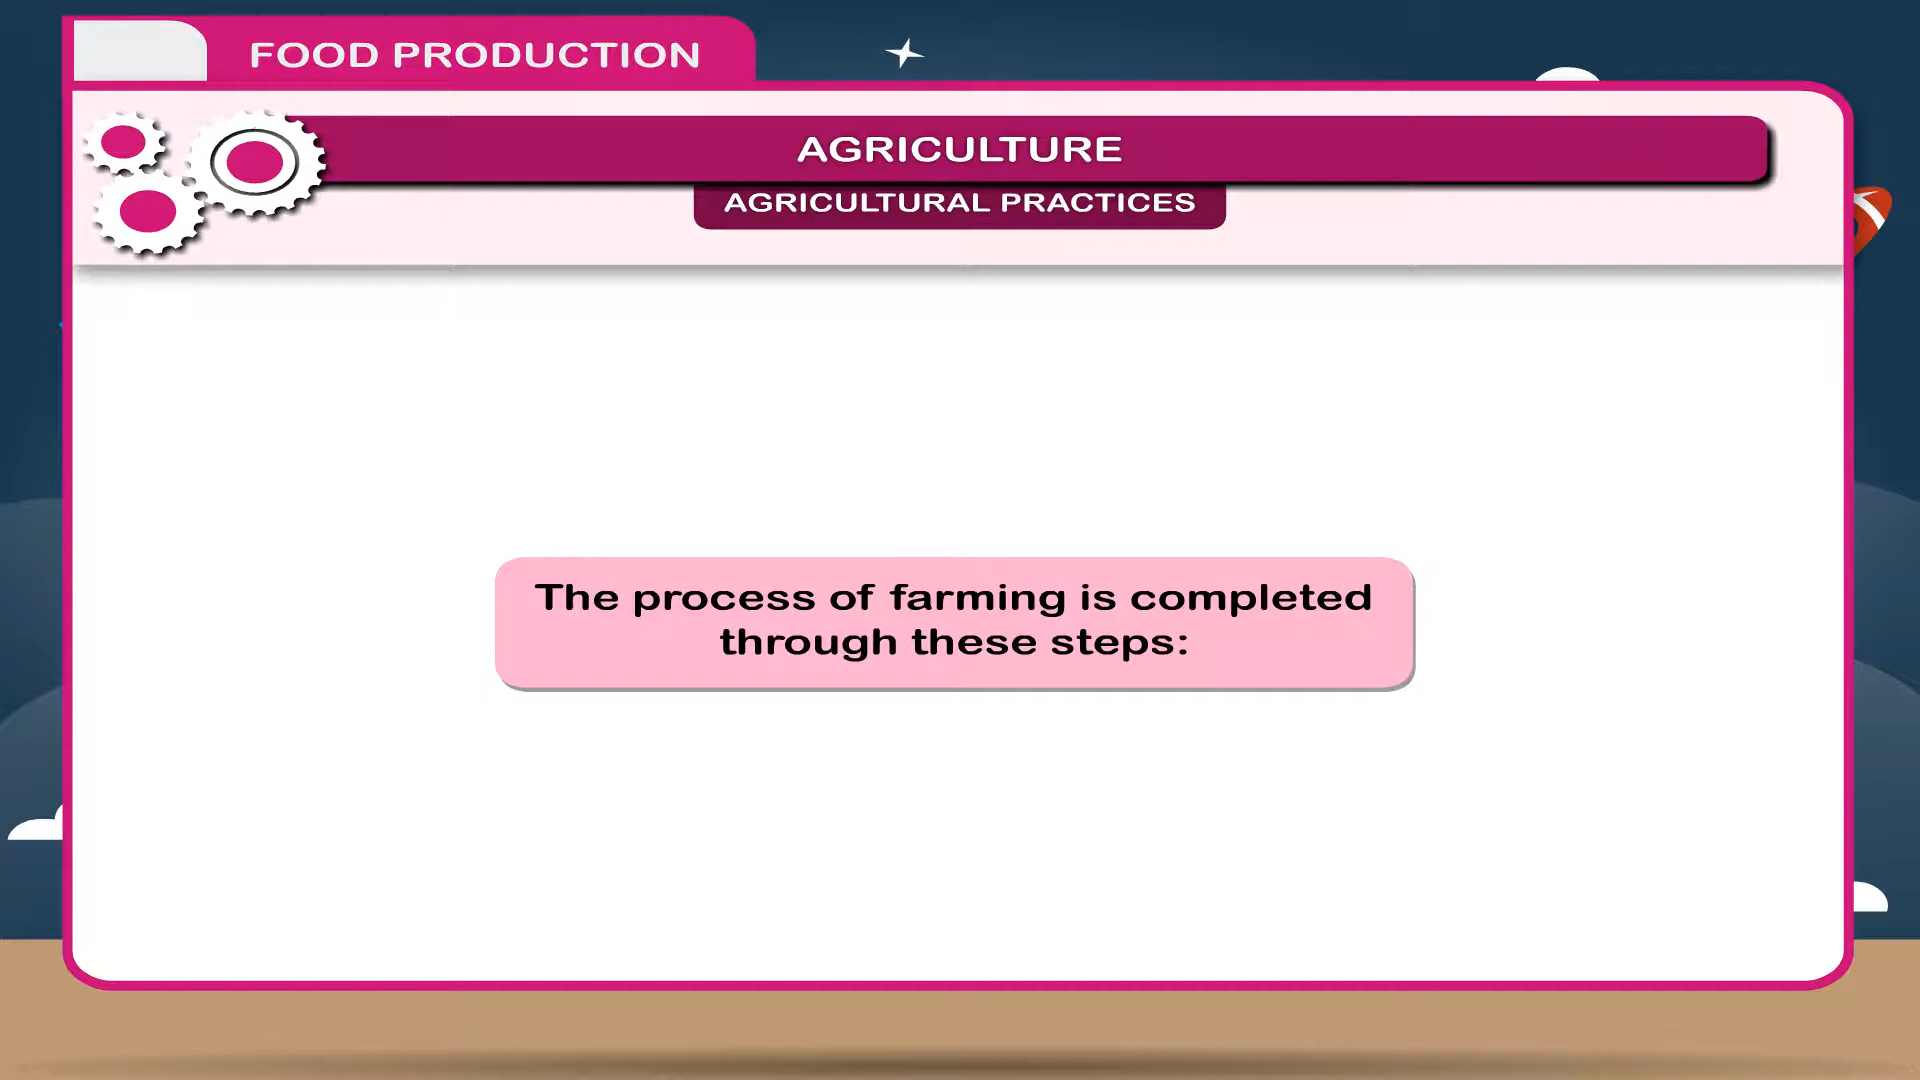 FOOD PRODUCTION
AGRICULTURE
AGRICULTURAL PRACTICES
The process of farming is completed
through these steps: